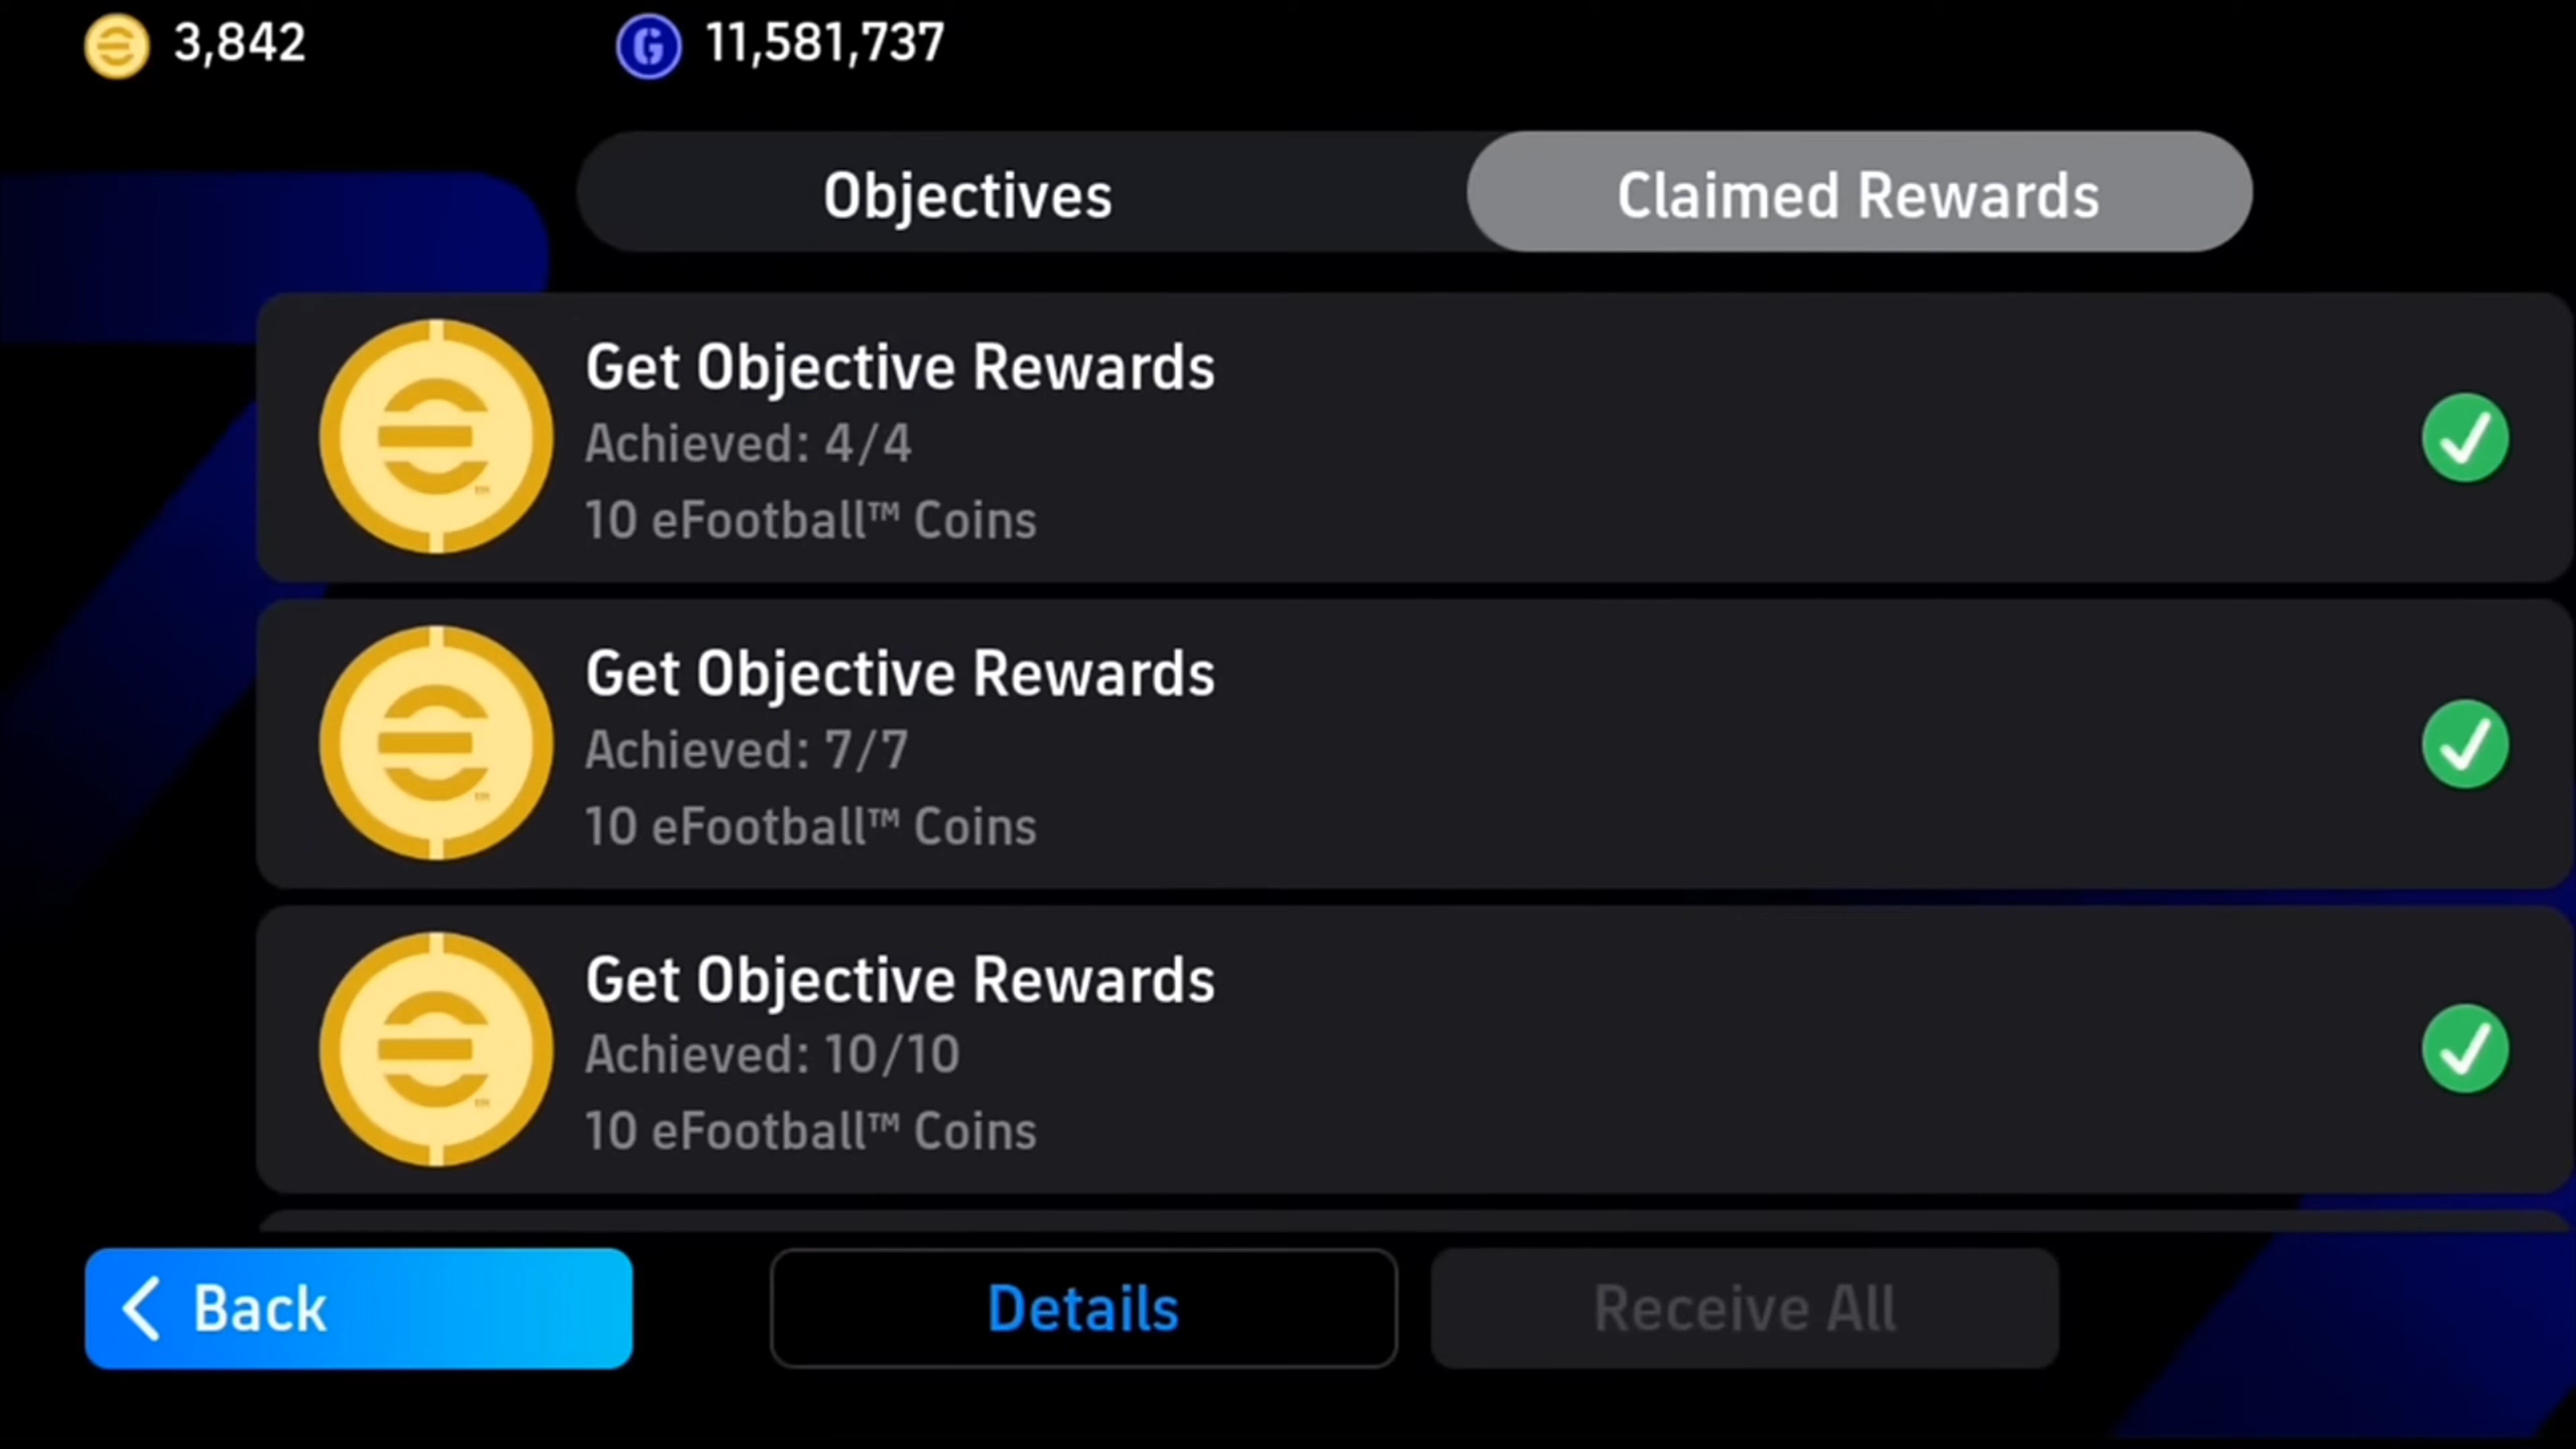 3,842
11,581,737
Objectives
Claimed Rewards
Get Objective Rewards
Achieved: 4/4
10 eFootball™ Coins
Get Objective Rewards
Achieved: 7/7
10 eFootball™ Coins
Get Objective Rewards
Achieved: 10/10
10 eFootball™ Coins
Back
Details
Receive All